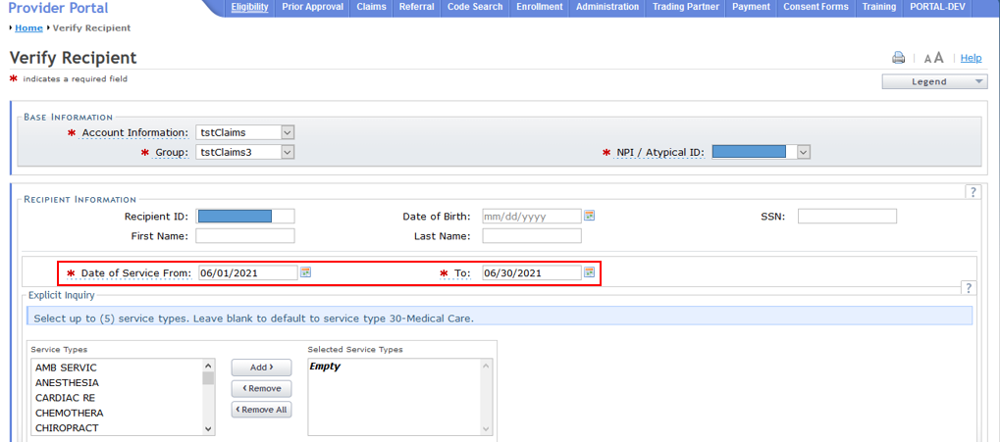 Provider Portal
Eligibility Prior Approval Claims Referral Code Search Enrollment Administration Trading Partner Payment Consent Forms Training PORTAL-DEV
Home Verify Recipient
Verify Recipient
A A Help
* indicates a required field
Legend
BASE INFORMATION
* Account Information: tstClaims
* Group: tstClaims3 * NPI / Atypical ID:
?
RECIPIENT INFORMATION
Recipient ID: Date of Birth: mm/dd/yyyy SSN:
First Name: Last Name:
* Date of Service From: 06/01/2021 * To: 06/30/2021
?
Explicit Inquiry
Select up to (5) service types. Leave blank to default to service type 30-Medical Care.
Service Types Selected Service Types
AMB SERVIC Add Empty
ANESTHESIA Remove
CARDIAC RE Remove All
CHEMOTHERA
CHIROPRACT